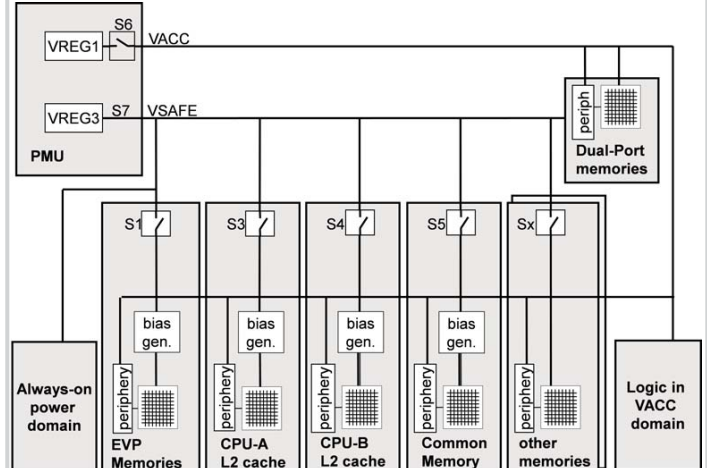 S6
VREG1
VACC
VREG3
S7
VSAFE
PMU
periph
Dual-Port
memories
S1
S3
S4
S5
Sx
bias
gen.
bias
gen.
bias
gen.
bias
gen.
Always-on
power
domain
periphery
periphery
periphery
periphery
periphery
Logic in
VACC
domain
EVP
Memories
CPU-A
L2 cache
CPU-B
L2 cache
Common
Memory
other
memories